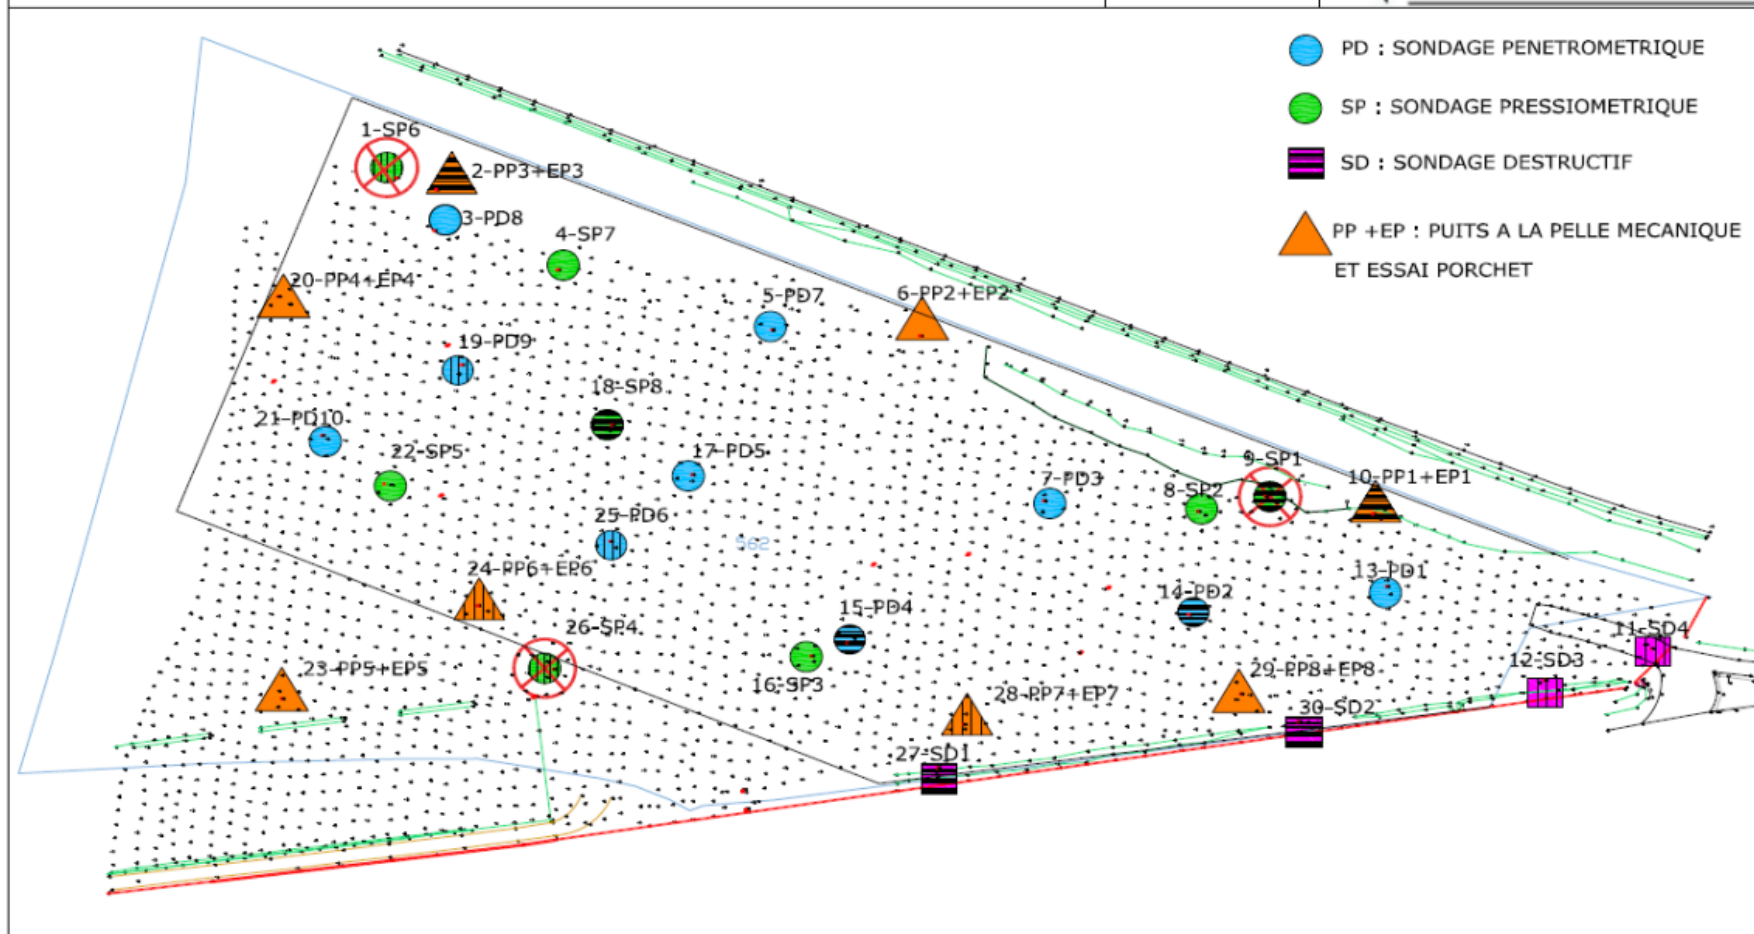 PD : SONDAGE PENETROMETRIQUE
SP : SONDAGE PRESSIOMETRIQUE
SD : SONDAGE DESTRUCTIF
PP +EP : PUITS A LA PELLE MECANIQUE
ET ESSAI PORCHET
1-SP6
2-PP3+EP3
3-PD8
4-SP7
20-PP4+EP4
5-PD7
6-PP2+EP2
19-PD9
18-SP8
21-PD10
22-SP5
17-PD5
9-SP1
7-PD3
8-SP2
10-PP1+EP1
25-PD6
562
24-PP6+EP6
13-PD1
14-PD2
15-PD4
26-SP4
11-SD4
12-SD3
23-PP5+EP5
16-SP3
28-PP7+EP7
29-PP8+EP8
30-SD2
27-SD1